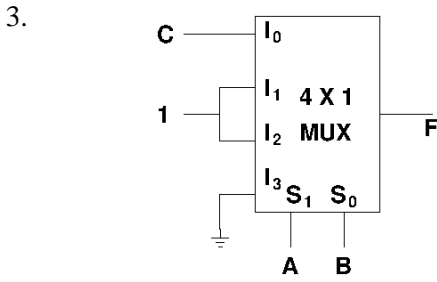 3.
C I₀
I₁ 4 X 1
1
I₂ MUX
F
I₃
S₁ S₀
A B